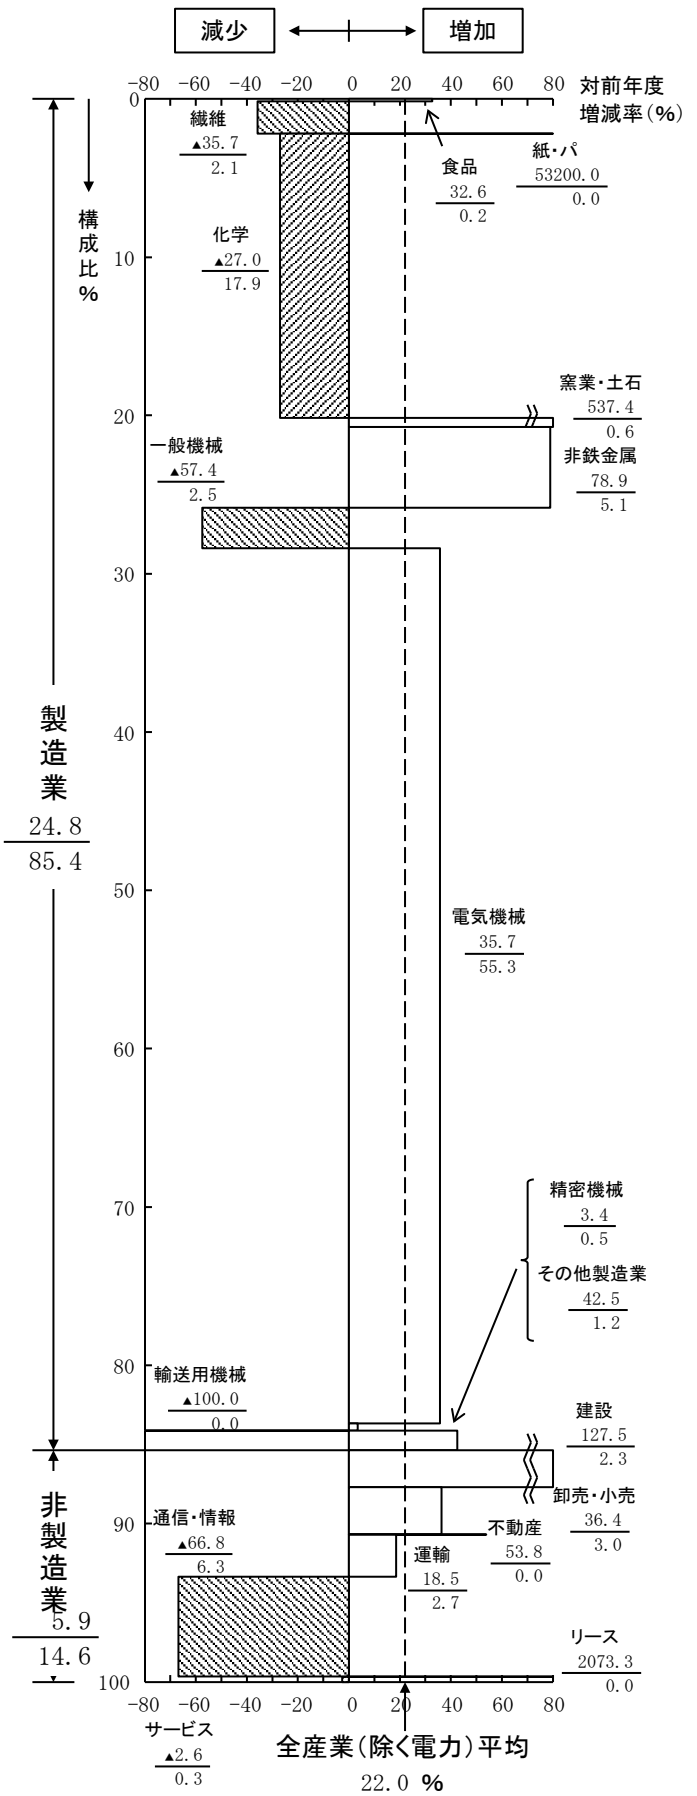 減少
増加
-80 -60 -40 -20 0 20 40 60 80
対前年度
増減率(%)
0
構成比%
繊維
▲35.7
2.1
食品
32.6
0.2
紙・パ
53200.0
0.0
化学
▲27.0
17.9
10
20
窯業・土石
537.4
0.6
一般機械
▲57.4
2.5
非鉄金属
78.9
5.1
30
製造業
24.8
85.4
40
50
電気機械
35.7
55.3
60
70
精密機械
3.4
0.5
その他製造業
42.5
1.2
80
輸送用機械
▲100.0
0.0
建設
127.5
2.3
非製造業
5.9
14.6
卸売・小売
36.4
3.0
90
通信・情報
▲66.8
6.3
不動産
53.8
0.0
運輸
18.5
2.7
リース
2073.3
0.0
100
-80 -60 -40 -20 0 20 40 60 80
サービス
▲2.6
0.3
全産業(除く電力)平均
22.0 %